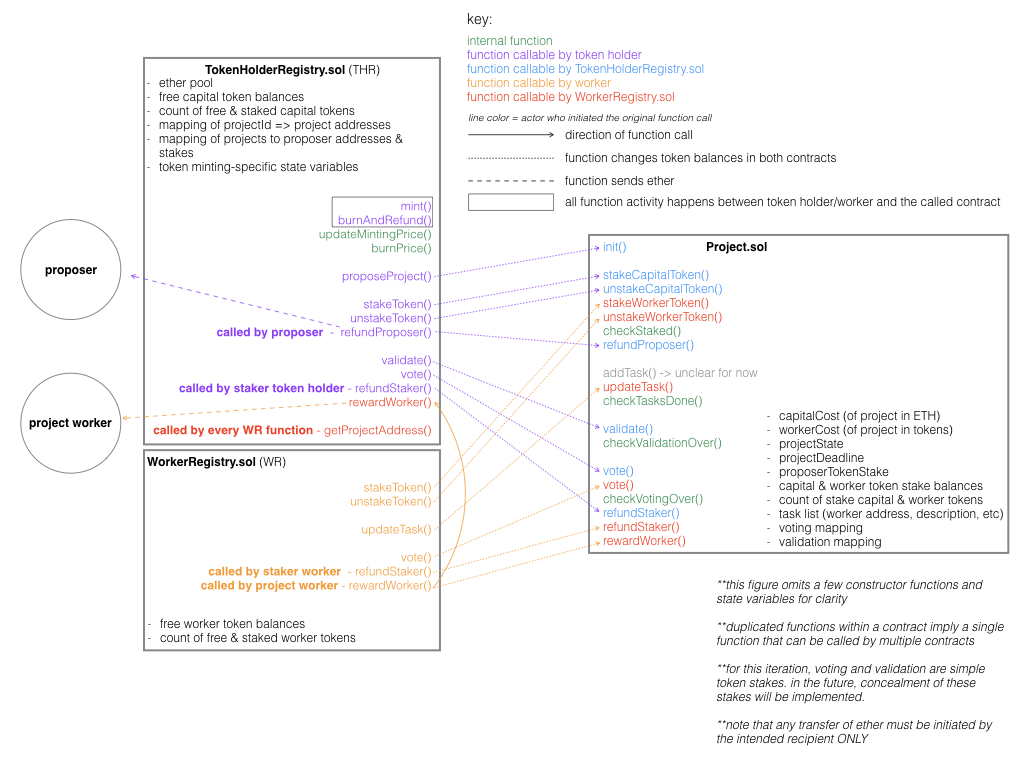 key:
internal function
function callable by token holder
function callable by TokenHolderRegistry.sol
function callable by worker
function callable by WorkerRegistry.sol
line color = actor who initiated the original function call
direction of function call
function changes token balances in both contracts
function sends ether
all function activity happens between token holder/worker and the called contract
TokenHolderRegistry.sol (THR)
- ether pool
- free capital token balances
- count of free & staked capital tokens
- mapping of projectId => project addresses
- mapping of projects to proposer addresses &
stakes
- token minting-specific state variables
mint()
burnAndRefund()
updateMintingPrice()
burnPrice()
proposeProject()
stakeToken()
unstakeToken()
called by proposer - refundProposer()
validate()
vote()
called by staker token holder - refundStaker()
rewardWorker()
called by every WR function - getProjectAddress()
proposer
project worker
WorkerRegistry.sol (WR)
stakeToken()
unstakeToken()
updateTask()
vote()
called by staker worker - refundStaker()
called by project worker - rewardWorker()
- free worker token balances
- count of free & staked worker tokens
Project.sol
init()
stakeCapitalToken()
unstakeCapitalToken()
stakeWorkerToken()
unstakeWorkerToken()
checkStaked()
refundProposer()
addTask() -> unclear for now
updateTask()
checkTasksDone()
validate()
checkValidationOver()
vote()
vote()
checkVotingOver()
refundStaker()
refundStaker()
rewardWorker()
- capitalCost (of project in ETH)
- workerCost (of project in tokens)
- projectState
- projectDeadline
- proposerTokenStake
- capital & worker token stake balances
- count of stake capital & worker tokens
- task list (worker address, description, etc)
- voting mapping
- validation mapping
**this figure omits a few constructor functions and
state variables for clarity
**duplicated functions within a contract imply a single
function that can be called by multiple contracts
**for this iteration, voting and validation are simple
token stakes. in the future, concealment of these
stakes will be implemented.
**note that any transfer of ether must be initiated by
the intended recipient ONLY